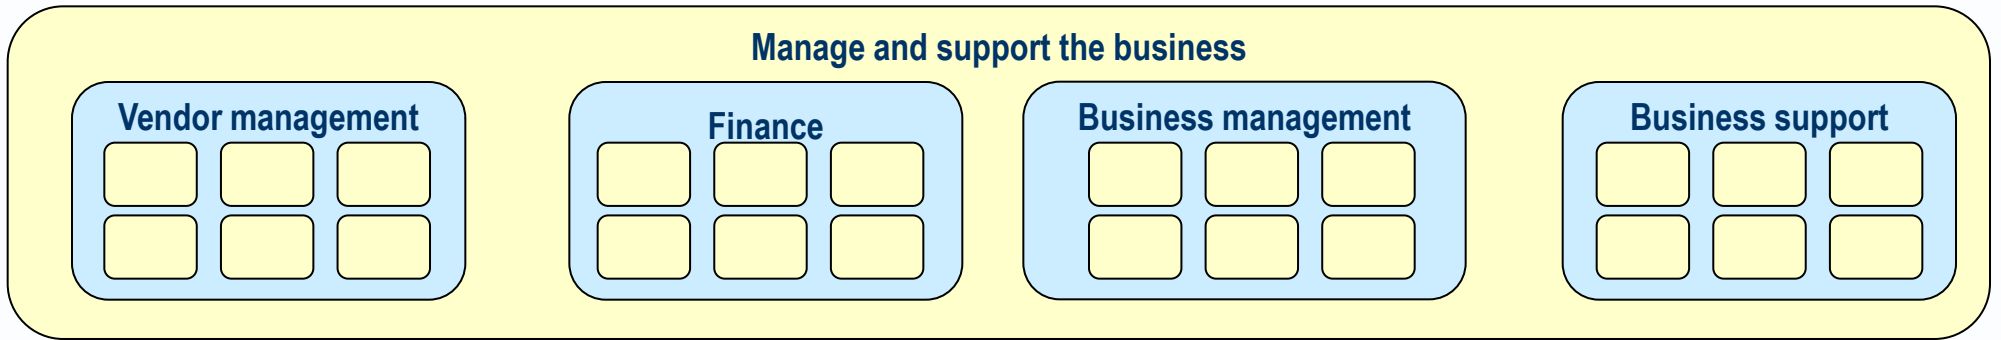 Manage and support the business
Vendor management
Finance
Business management
Business support